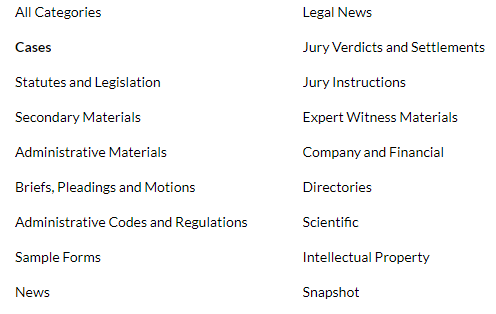 All Categories
Cases
Statutes and Legislation
Secondary Materials
Administrative Materials
Briefs, Pleadings and Motions
Administrative Codes and Regulations
Sample Forms
News
Legal News
Jury Verdicts and Settlements
Jury Instructions
Expert Witness Materials
Company and Financial
Directories
Scientific
Intellectual Property
Snapshot